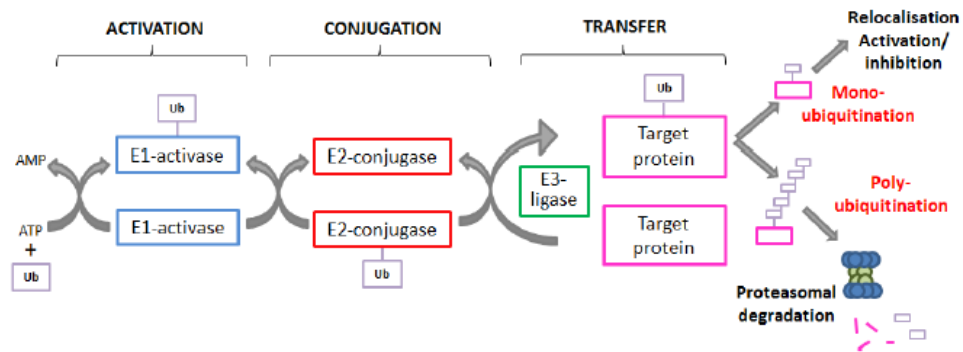 ACTIVATION
CONJUGATION
TRANSFER
Relocalisation
Activation/
inhibition
Ub
Ub
Mono-
ubiquitination
AMP
E1-activase
E2-conjugase
Target
protein
E3-
ligase
Poly-
ubiquitination
ATP
+
Ub
E1-activase
E2-conjugase
Ub
Target
protein
Proteasomal
degradation